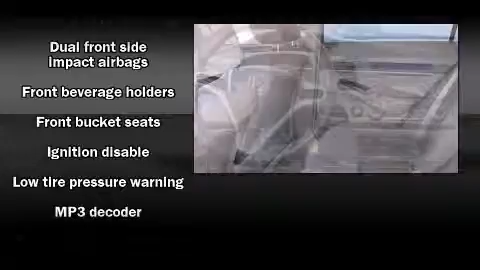 Dual front side
impact airbags
Front beverage holders
Front bucket seats
Ignition disable
Low tire pressure warning
MP3 decoder